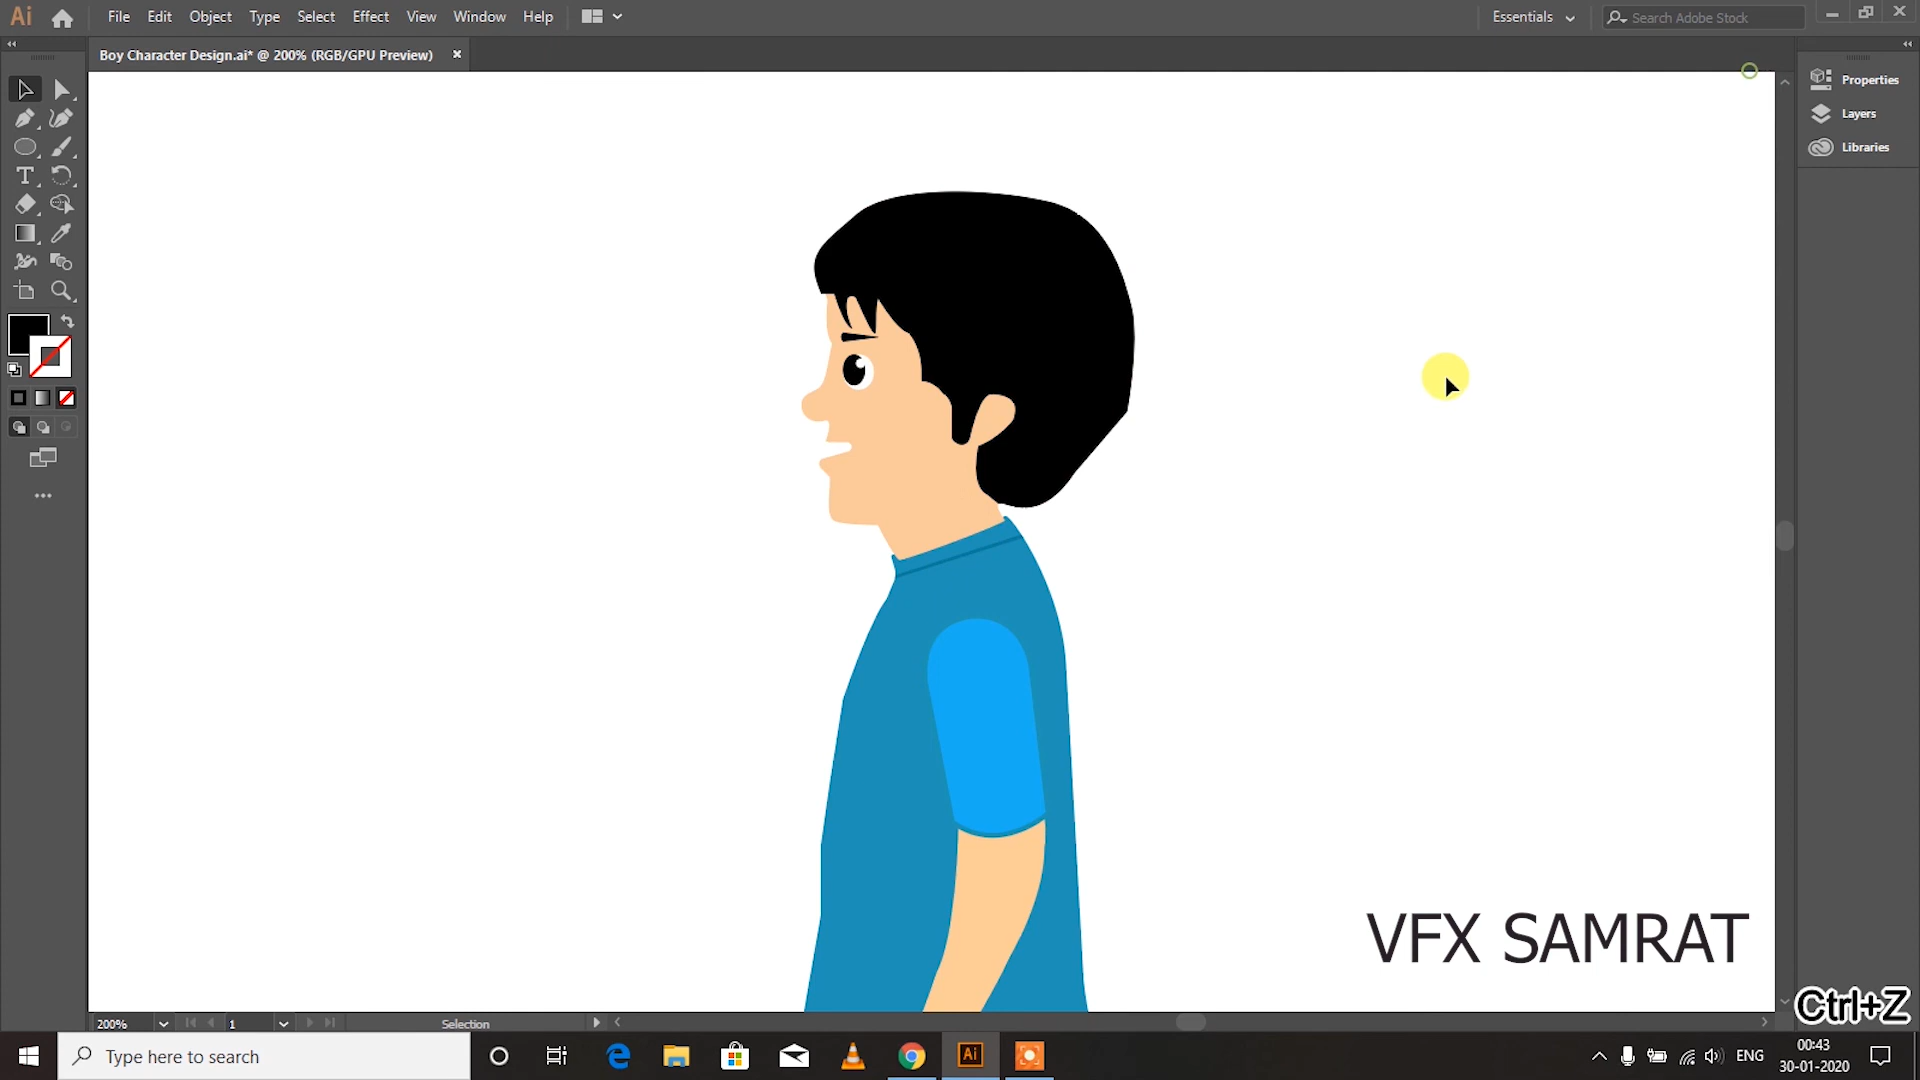 Ai File Edit Object Type Select Effect View Window Help Essentials Search Adobe Stock
Boy Character Design.ai* @ 200% (RGB/GPU Preview)
Properties
Layers
Libraries
T
VFX SAMRAT
Ctrl+Z
200% 1 Selection
Type here to search Ai ENG 00:43
30-01-2020